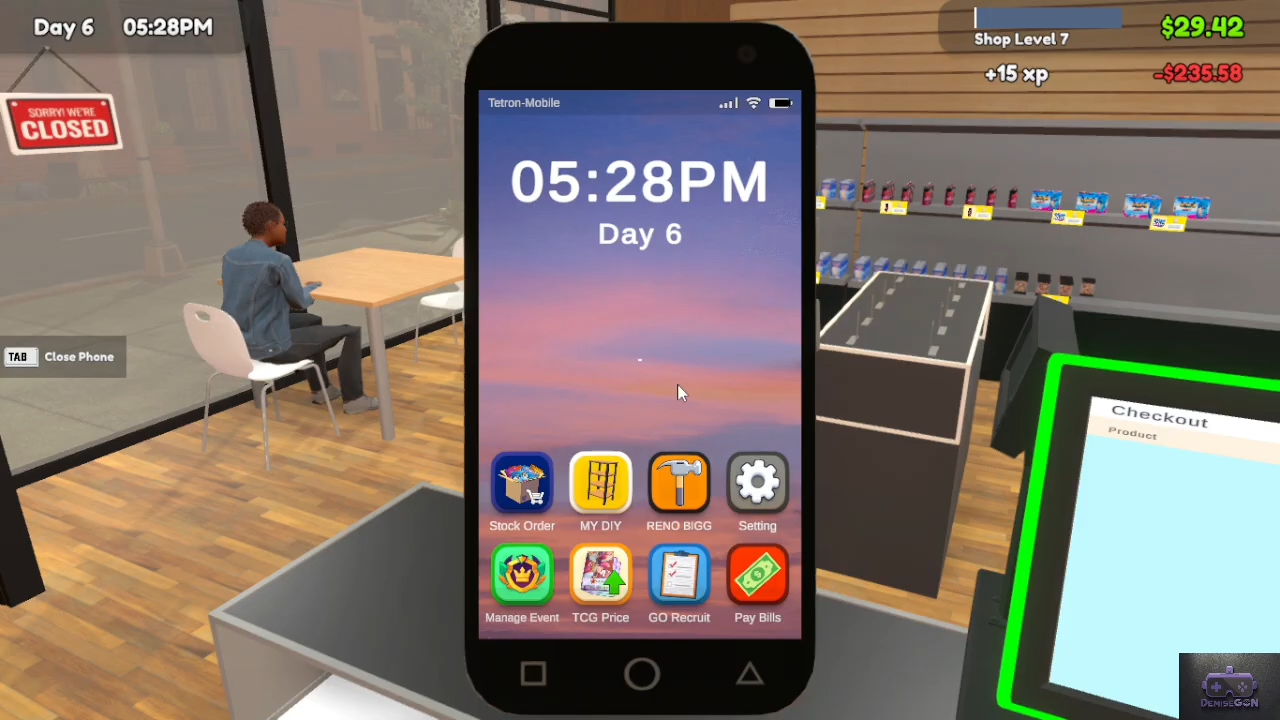 Day 6 05:28PM
Shop Level 7
$29.42
+15 xp
-$235.58
SORRY! WE'RE
CLOSED
TAB Close Phone
Tetron-Mobile
05:28PM
Day 6
Stock Order MY DIY RENO BIGG Setting
Manage Event TCG Price GO Recruit Pay Bills
Checkout
Product
DEMISEGON